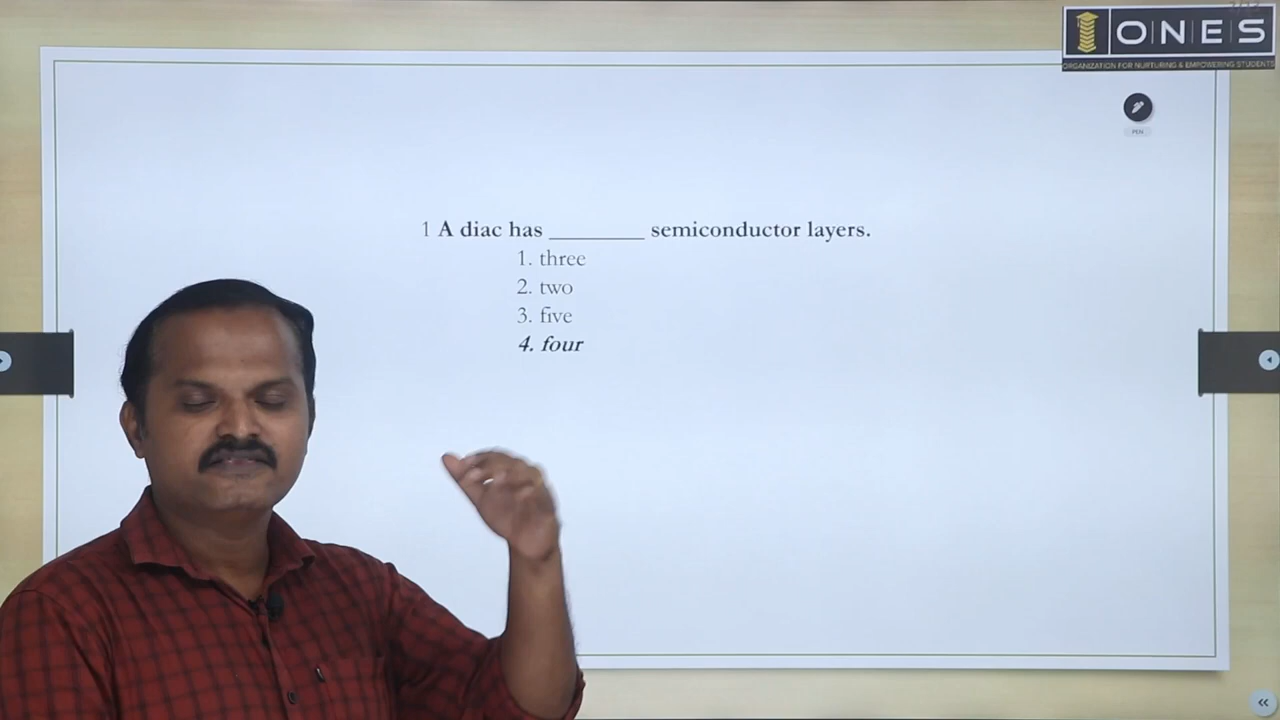 O|N|E|S
ORGANIZATION FOR NURTURING & EMPOWERING STUDENTS
PEN
1 A diac has ________ semiconductor layers.
1. three
2. two
3. five
4. four